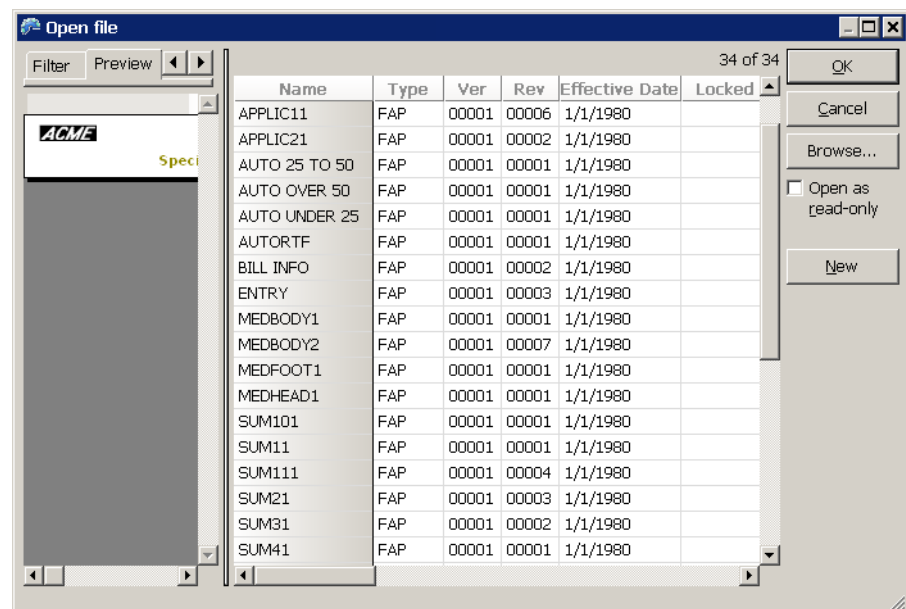 Open file
Filter Preview
34 of 34
Name Type Ver Rev Effective Date Locked
APPLIC11 FAP 00001 00006 1/1/1980
APPLIC21 FAP 00001 00002 1/1/1980
AUTO 25 TO 50 FAP 00001 00001 1/1/1980
AUTO OVER 50 FAP 00001 00001 1/1/1980
AUTO UNDER 25 FAP 00001 00001 1/1/1980
AUTORTF FAP 00001 00001 1/1/1980
BILL INFO FAP 00001 00002 1/1/1980
ENTRY FAP 00001 00003 1/1/1980
MEDBODY1 FAP 00001 00001 1/1/1980
MEDBODY2 FAP 00001 00007 1/1/1980
MEDFOOT1 FAP 00001 00001 1/1/1980
MEDHEAD1 FAP 00001 00001 1/1/1980
SUM101 FAP 00001 00001 1/1/1980
SUM11 FAP 00001 00001 1/1/1980
SUM111 FAP 00001 00004 1/1/1980
SUM21 FAP 00001 00003 1/1/1980
SUM31 FAP 00001 00002 1/1/1980
SUM41 FAP 00001 00001 1/1/1980
ACME
Speci
OK
Cancel
Browse...
Open as
read-only
New